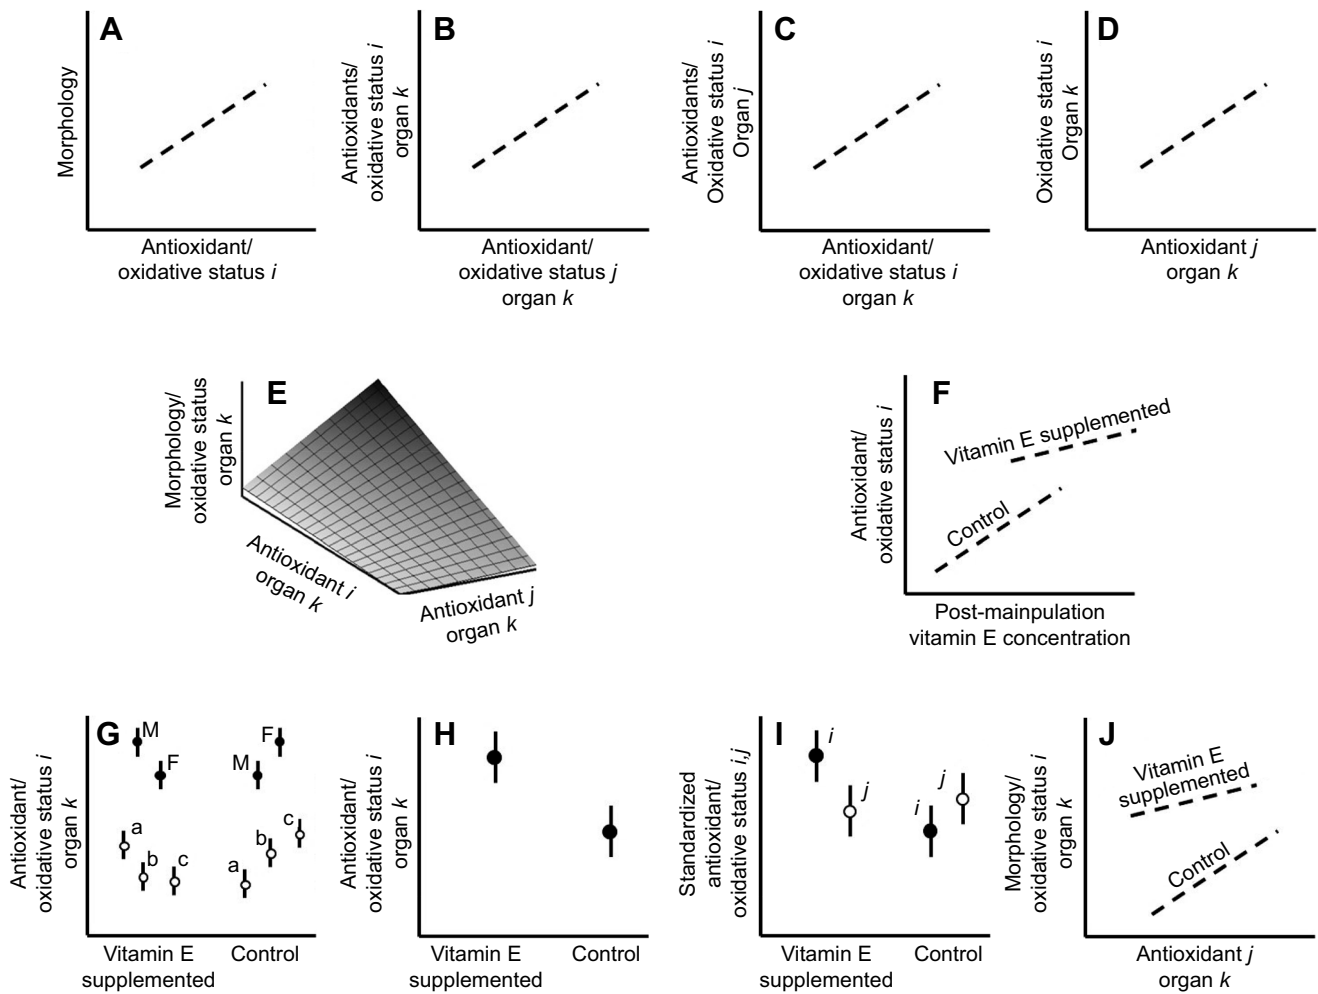 A
Morphology
Antioxidant/
oxidative status i
B
Antioxidants/
oxidative status i
organ k
Antioxidant/
oxidative status j
organ k
C
Antioxidants/
Oxidative status i
Organ j
Antioxidant/
oxidative status i
organ k
D
Oxidative status i
Organ k
Antioxidant j
organ k
E
Morphology/
oxidative status
organ k
Antioxidant i
organ k
Antioxidant j
organ k
F
Antioxidant/
oxidative status i
Vitamin E supplemented
Control
Post-mainpulation
vitamin E concentration
G
Antioxidant/
oxidative status i
organ k
M
F
a
b
c
F
M
a
b
c
Vitamin E
supplemented
Control
H
Antioxidant/
oxidative status i
organ k
Vitamin E
supplemented
Control
I
Standardized
antioxidant/
oxidative status i,j
i
j
i
j
Vitamin E
supplemented
Control
J
Morphology/
oxidative status i
organ k
Vitamin E
supplemented
Control
Antioxidant j
organ k